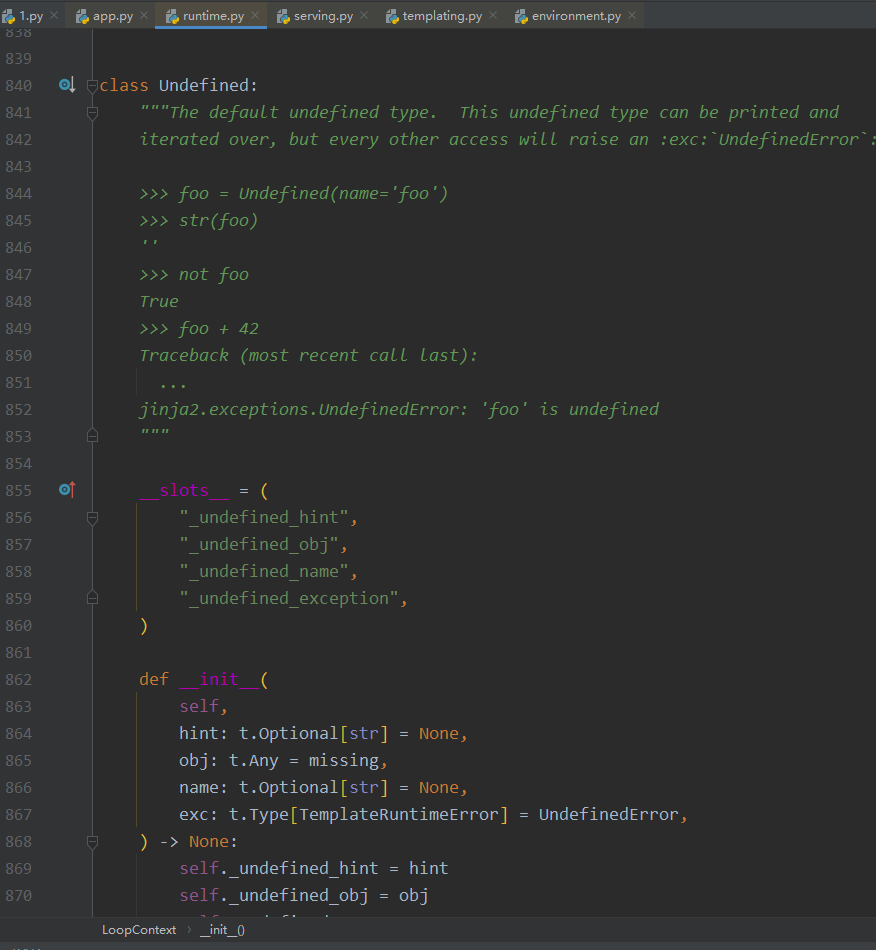 1.py app.py runtime.py serving.py templating.py environment.py
838
839
840 class Undefined:
841 """The default undefined type.  This undefined type can be printed and
842 iterated over, but every other access will raise an :exc:`UndefinedError`:
843
844 >>> foo = Undefined(name='foo')
845 >>> str(foo)
846 ''
847 >>> not foo
848 True
849 >>> foo + 42
850 Traceback (most recent call last):
851 ...
852 jinja2.exceptions.UndefinedError: 'foo' is undefined
853 """
854
855 __slots__ = (
856 "_undefined_hint",
857 "_undefined_obj",
858 "_undefined_name",
859 "_undefined_exception",
860 )
861
862 def __init__(
863 self,
864 hint: t.Optional[str] = None,
865 obj: t.Any = missing,
866 name: t.Optional[str] = None,
867 exc: t.Type[TemplateRuntimeError] = UndefinedError,
868 ) -> None:
869 self._undefined_hint = hint
870 self._undefined_obj = obj
LoopContext › __init__()